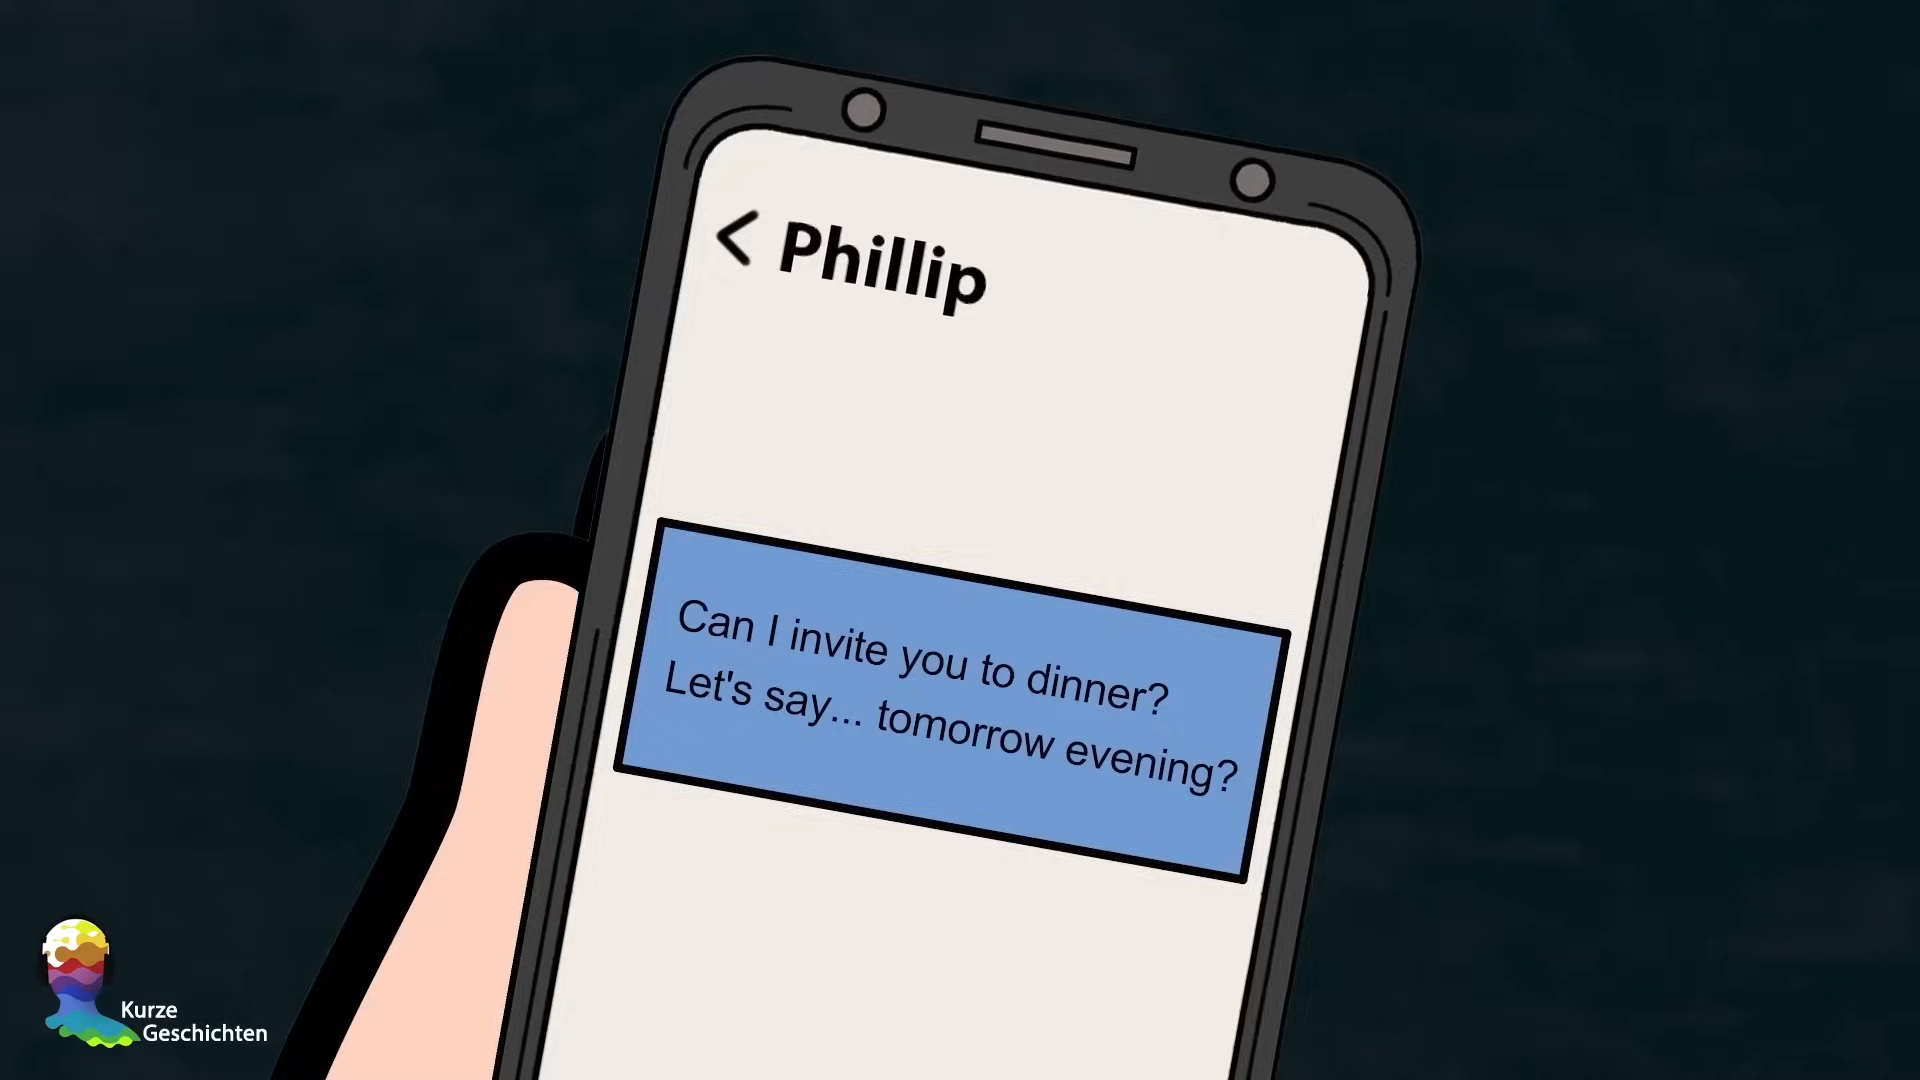 Phillip
Can I invite you to dinner?
Let's say... tomorrow evening?
Kurze
Geschichten